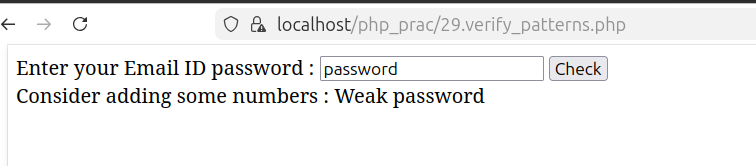 localhost/php_prac/29.verify_patterns.php
Enter your Email ID password : password Check
Consider adding some numbers : Weak password